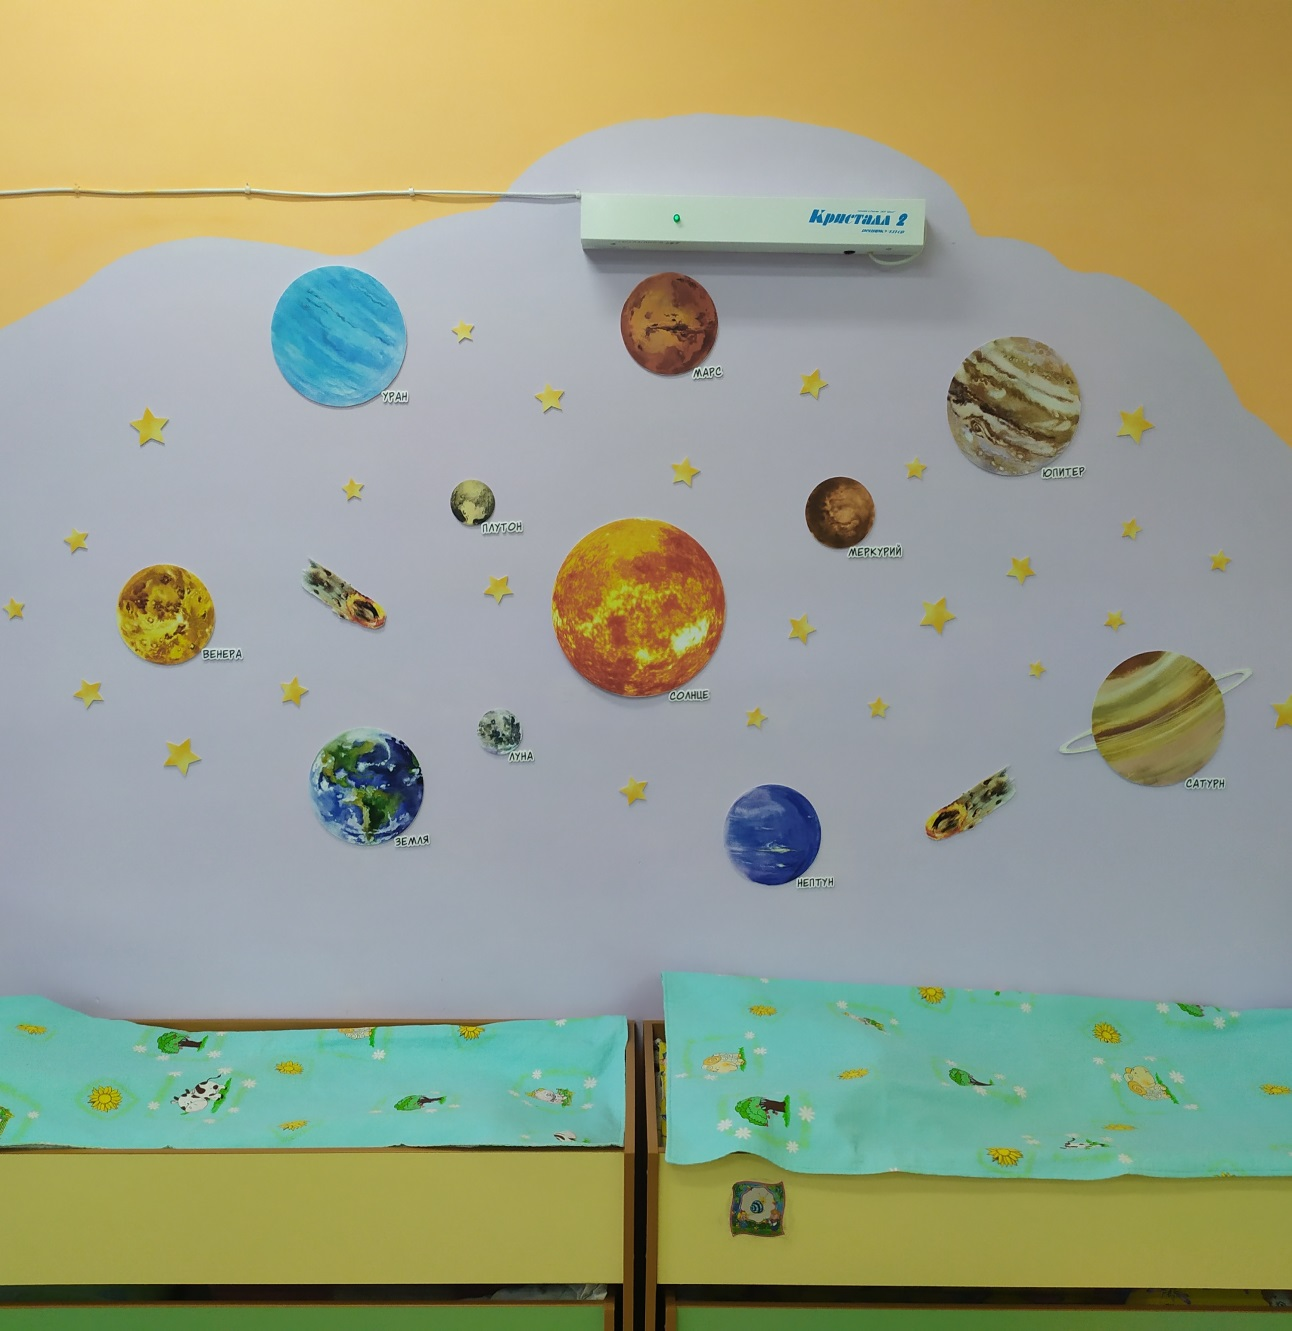 Кристалл 2
МАРС
УРАН
ЮПИТЕР
ПЛУТОН
МЕРКУРИЙ
ВЕНЕРА
СОЛНЦЕ
ЛУНА
САТУРН
ЗЕМЛЯ
НЕПТУН